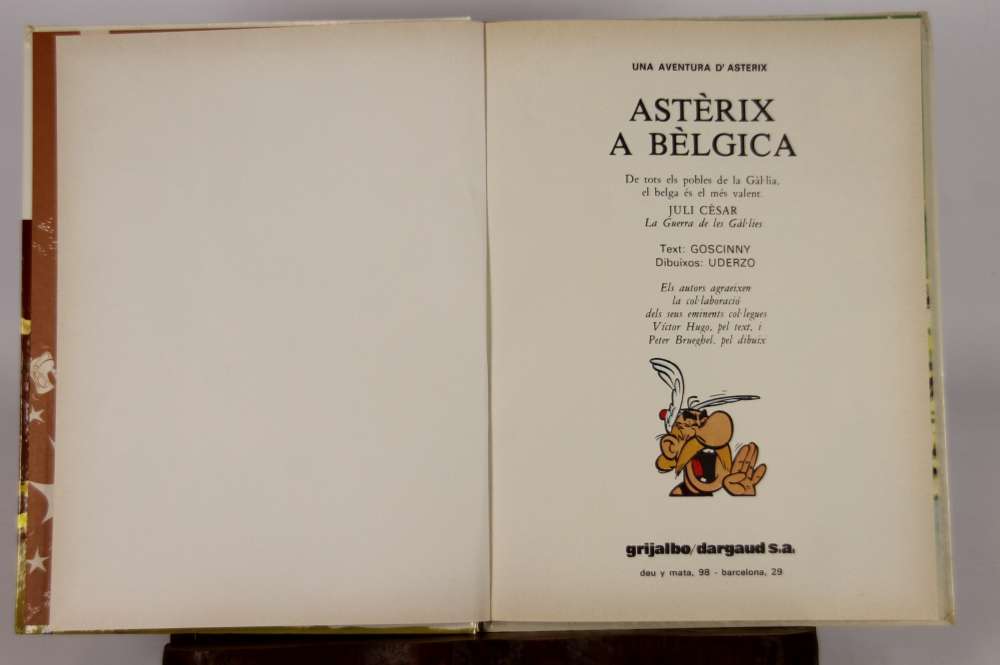 UNA AVENTURA D'ASTERIX
ASTÈRIX
A BÈLGICA
De tots els pobles de la Gàl·lia,
el belga és el més valent.
JULI CÈSAR
La Guerra de les Gàl·lies
Text: GOSCINNY
Dibuixos: UDERZO
Els autors agraeixen
la col·laboració
dels seus eminents col·legues
Víctor Hugo, pel text, i
Peter Brueghel, pel dibuix
grijalbo/dargaud s.a.
deu y mata, 98 - barcelona, 29